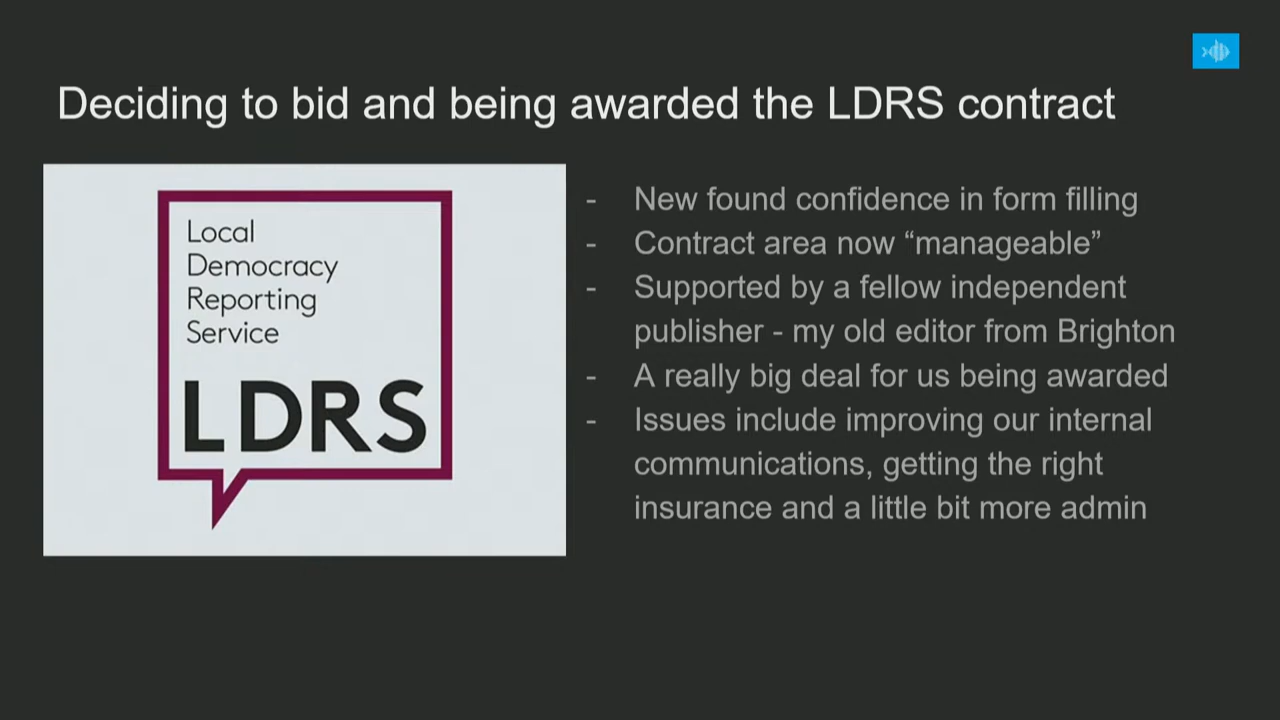 Deciding to bid and being awarded the LDRS contract
Local
Democracy
Reporting
Service
LDRS
- New found confidence in form filling
- Contract area now “manageable”
- Supported by a fellow independent
publisher - my old editor from Brighton
- A really big deal for us being awarded
- Issues include improving our internal
communications, getting the right
insurance and a little bit more admin